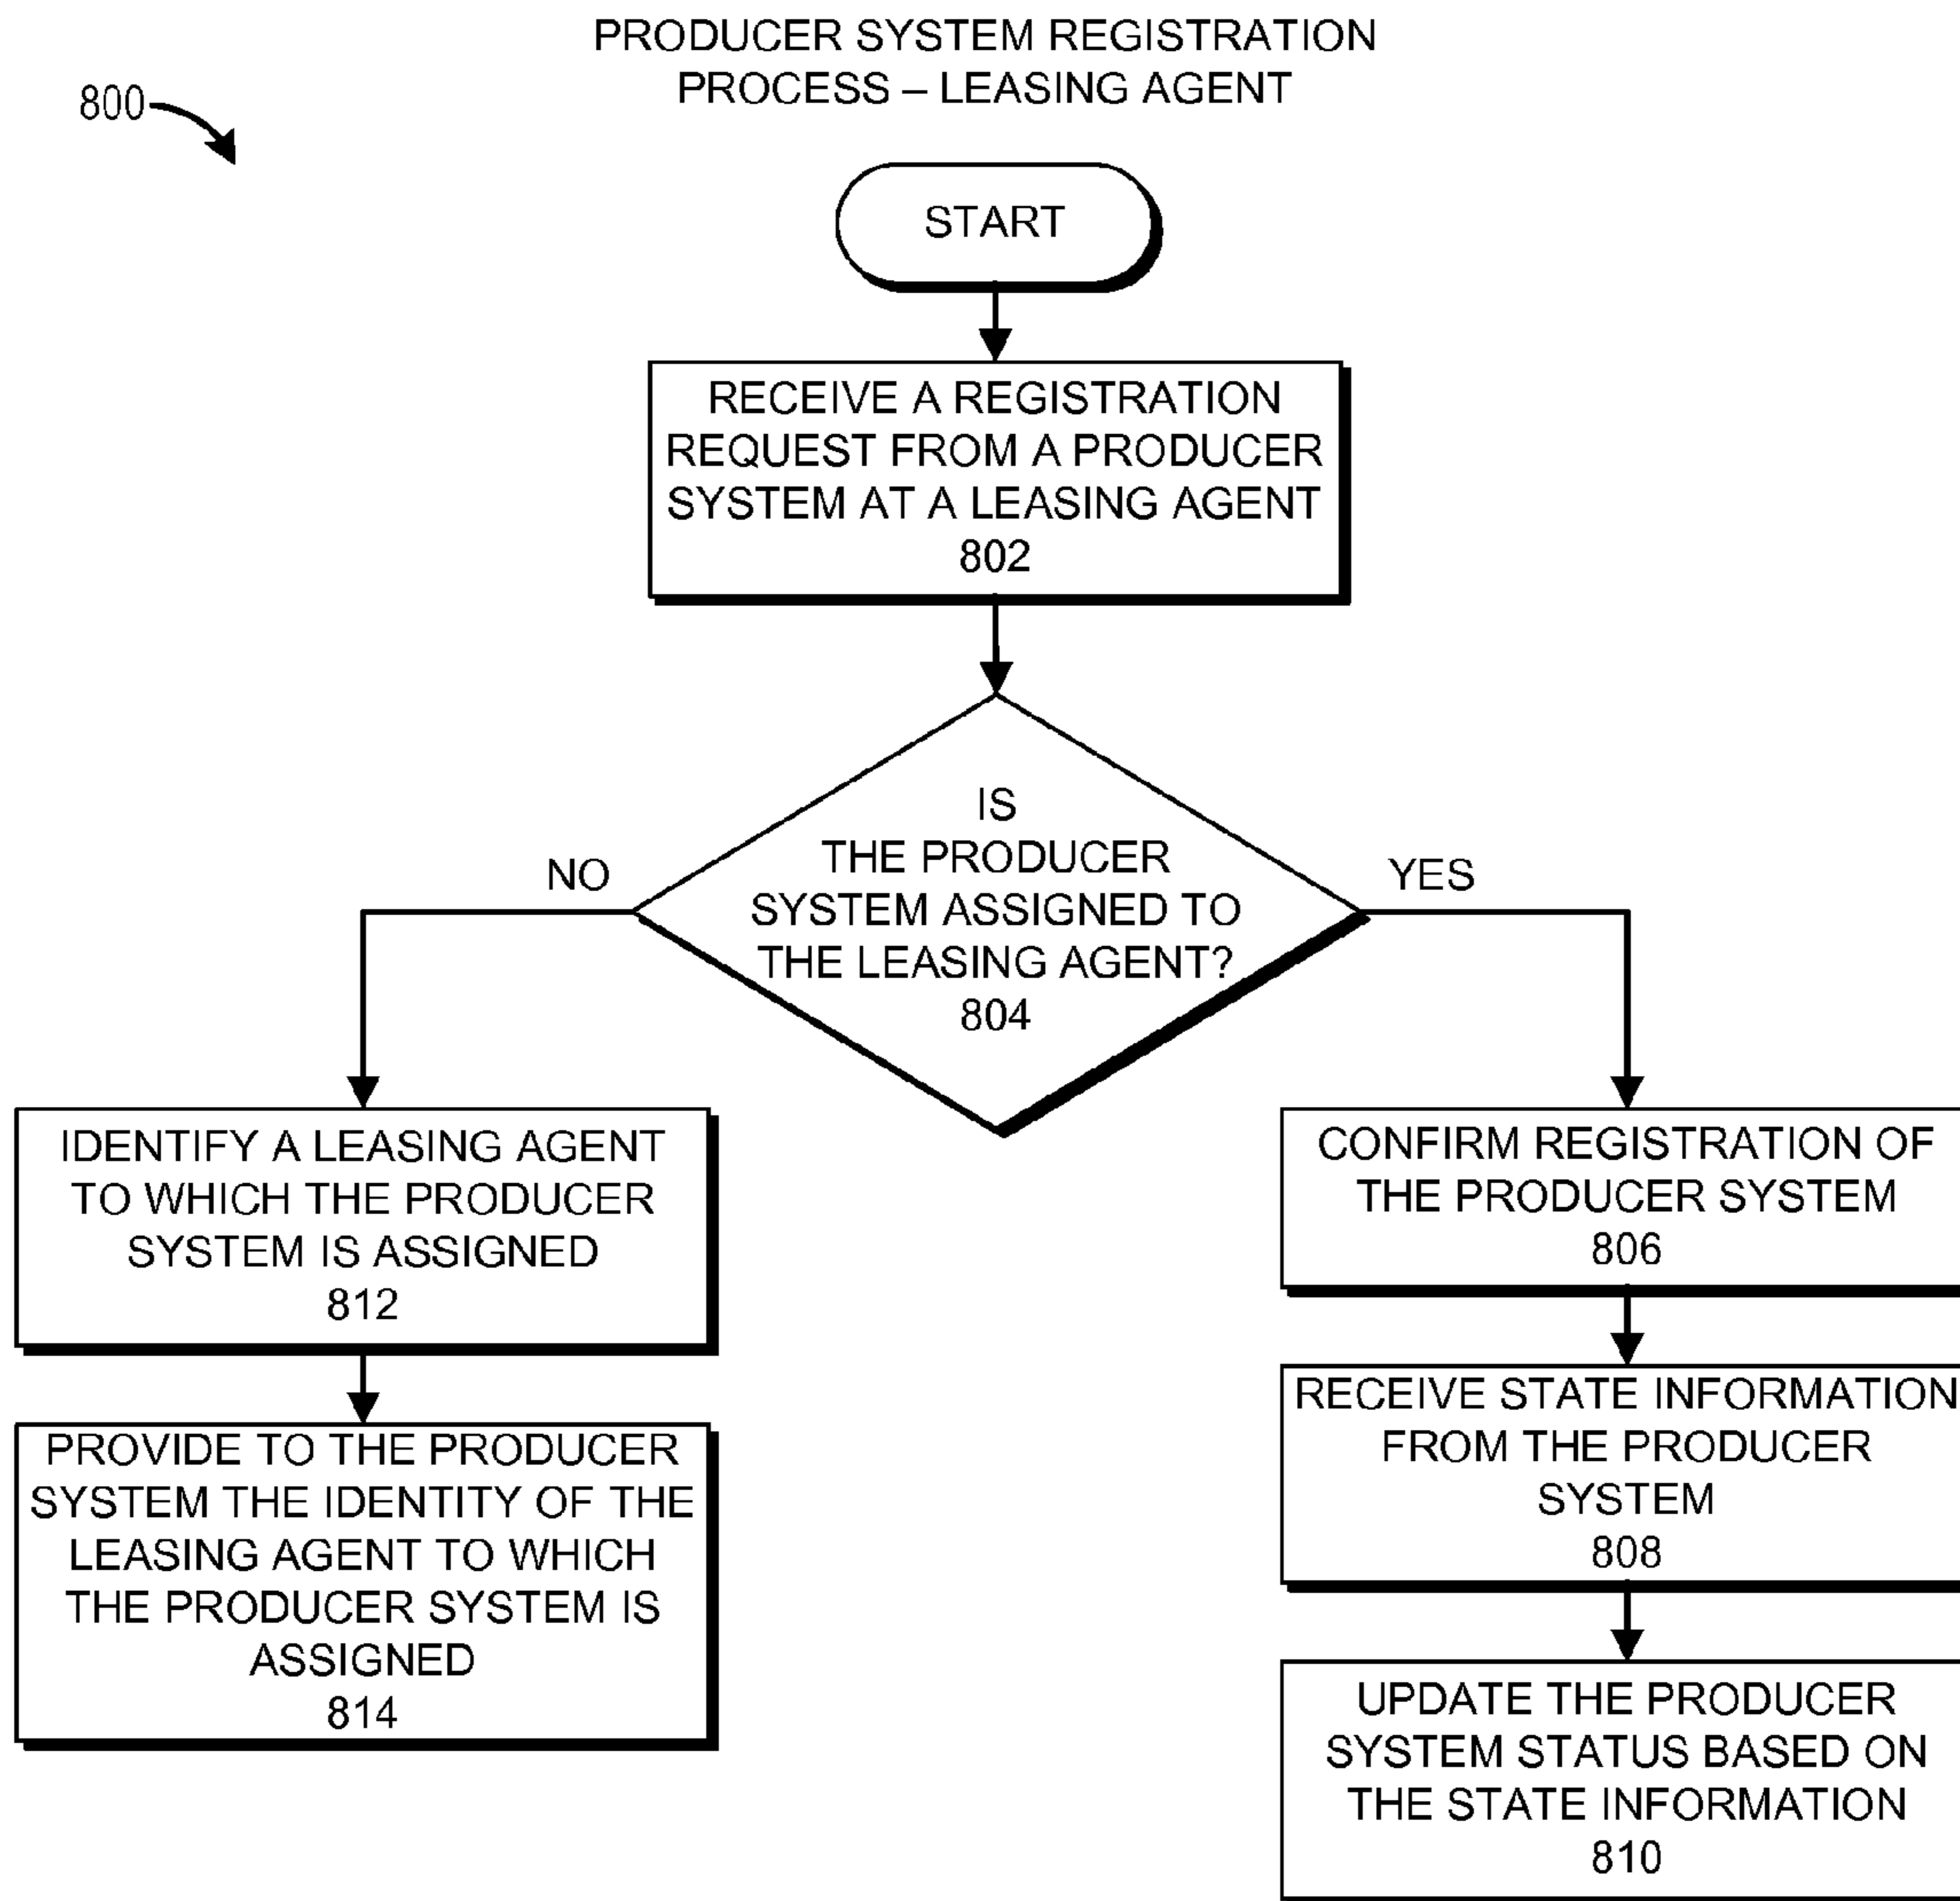 PRODUCER SYSTEM REGISTRATION
PROCESS – LEASING AGENT
800
START
RECEIVE A REGISTRATION
REQUEST FROM A PRODUCER
SYSTEM AT A LEASING AGENT
802
IS
THE PRODUCER
SYSTEM ASSIGNED TO
THE LEASING AGENT?
804
NO
YES
IDENTIFY A LEASING AGENT
TO WHICH THE PRODUCER
SYSTEM IS ASSIGNED
812
PROVIDE TO THE PRODUCER
SYSTEM THE IDENTITY OF THE
LEASING AGENT TO WHICH
THE PRODUCER SYSTEM IS
ASSIGNED
814
CONFIRM REGISTRATION OF
THE PRODUCER SYSTEM
806
RECEIVE STATE INFORMATION
FROM THE PRODUCER
SYSTEM
808
UPDATE THE PRODUCER
SYSTEM STATUS BASED ON
THE STATE INFORMATION
810